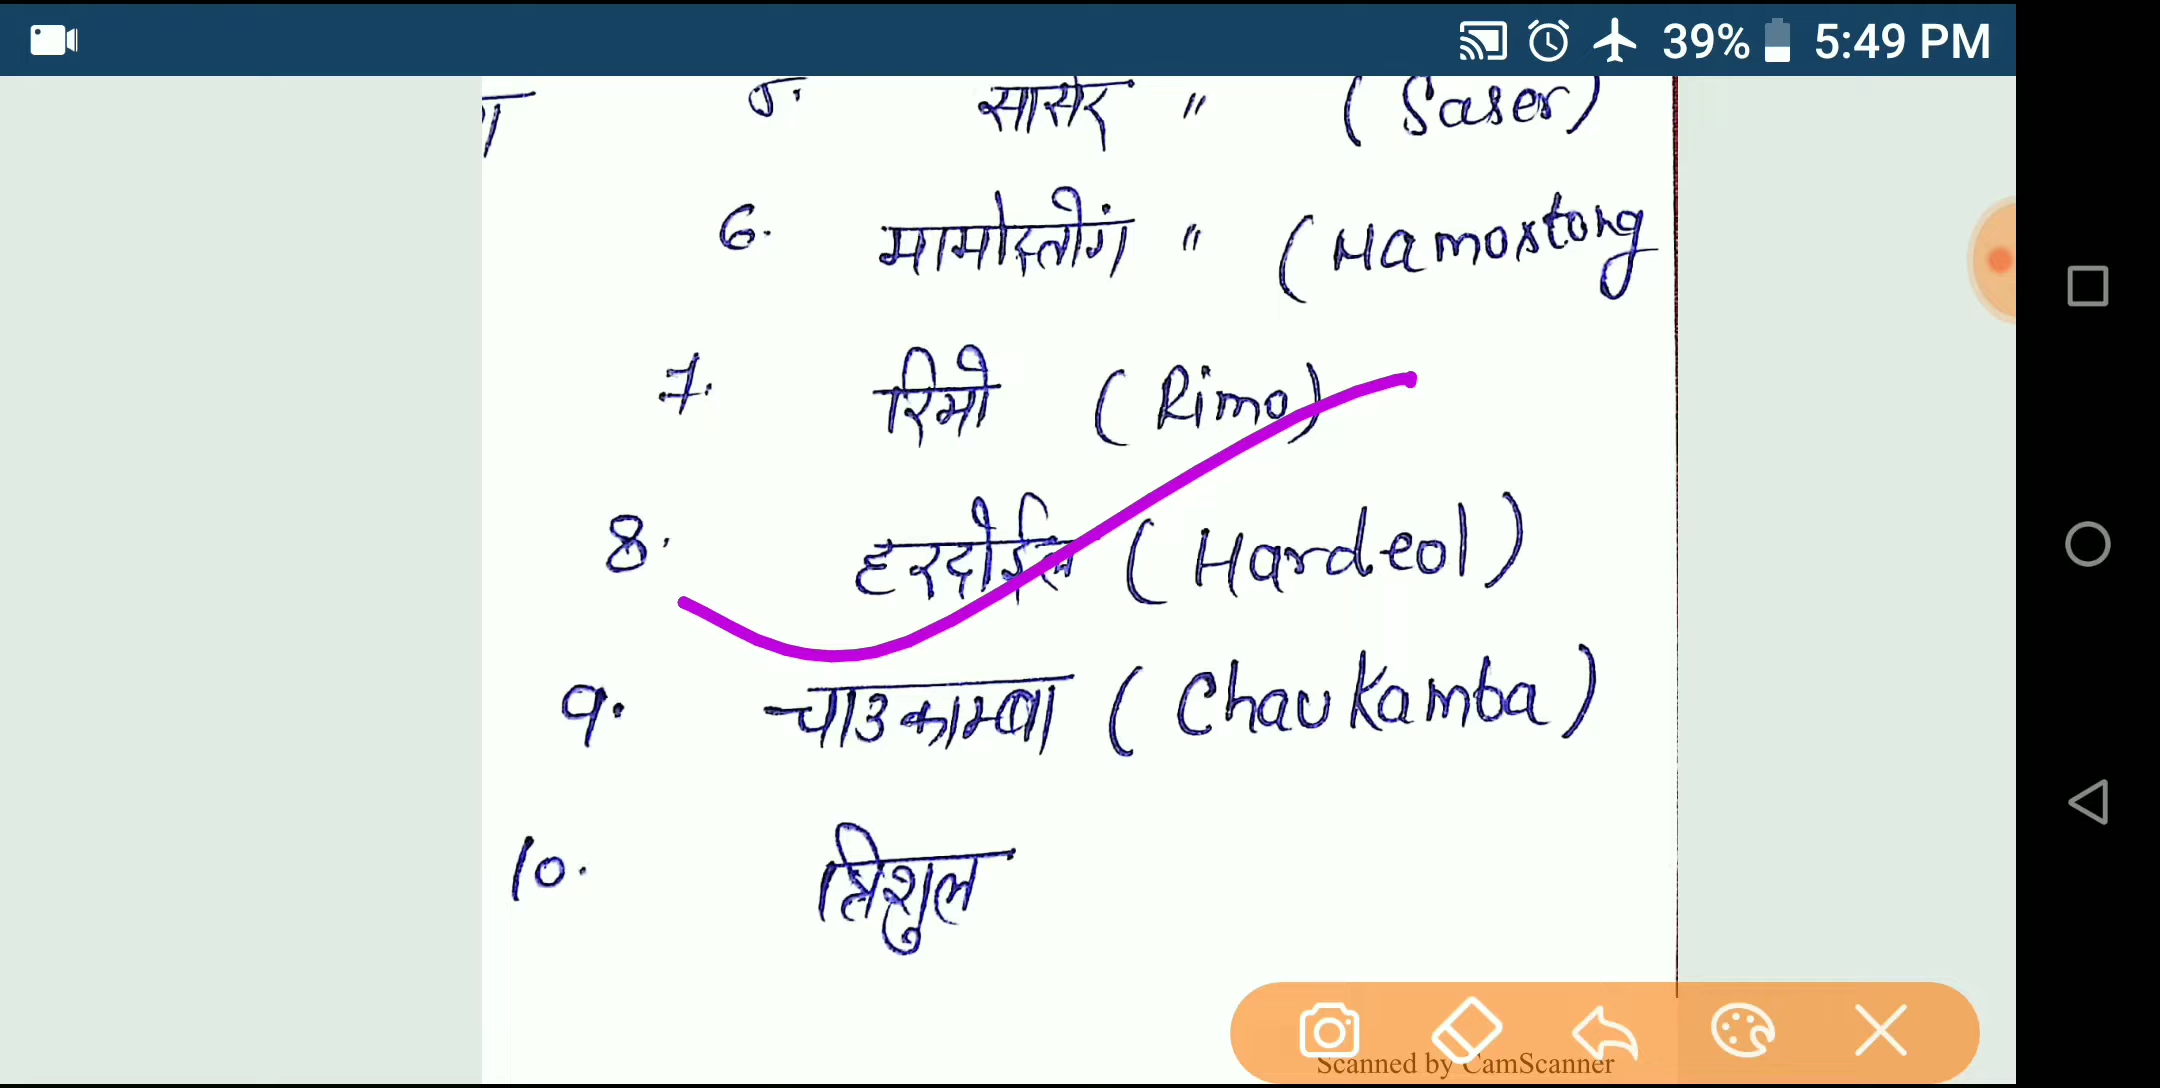 39% 5:49 PM
5. सासेर " (Saser)
6. मामोस्तोंग " (Mamostong
7. रिमो (Rimo)
8. हरदोईल (Hardeol)
9. चाउकाम्बा (Chaukamba)
10. त्रिशुल
Scanned by CamScanner